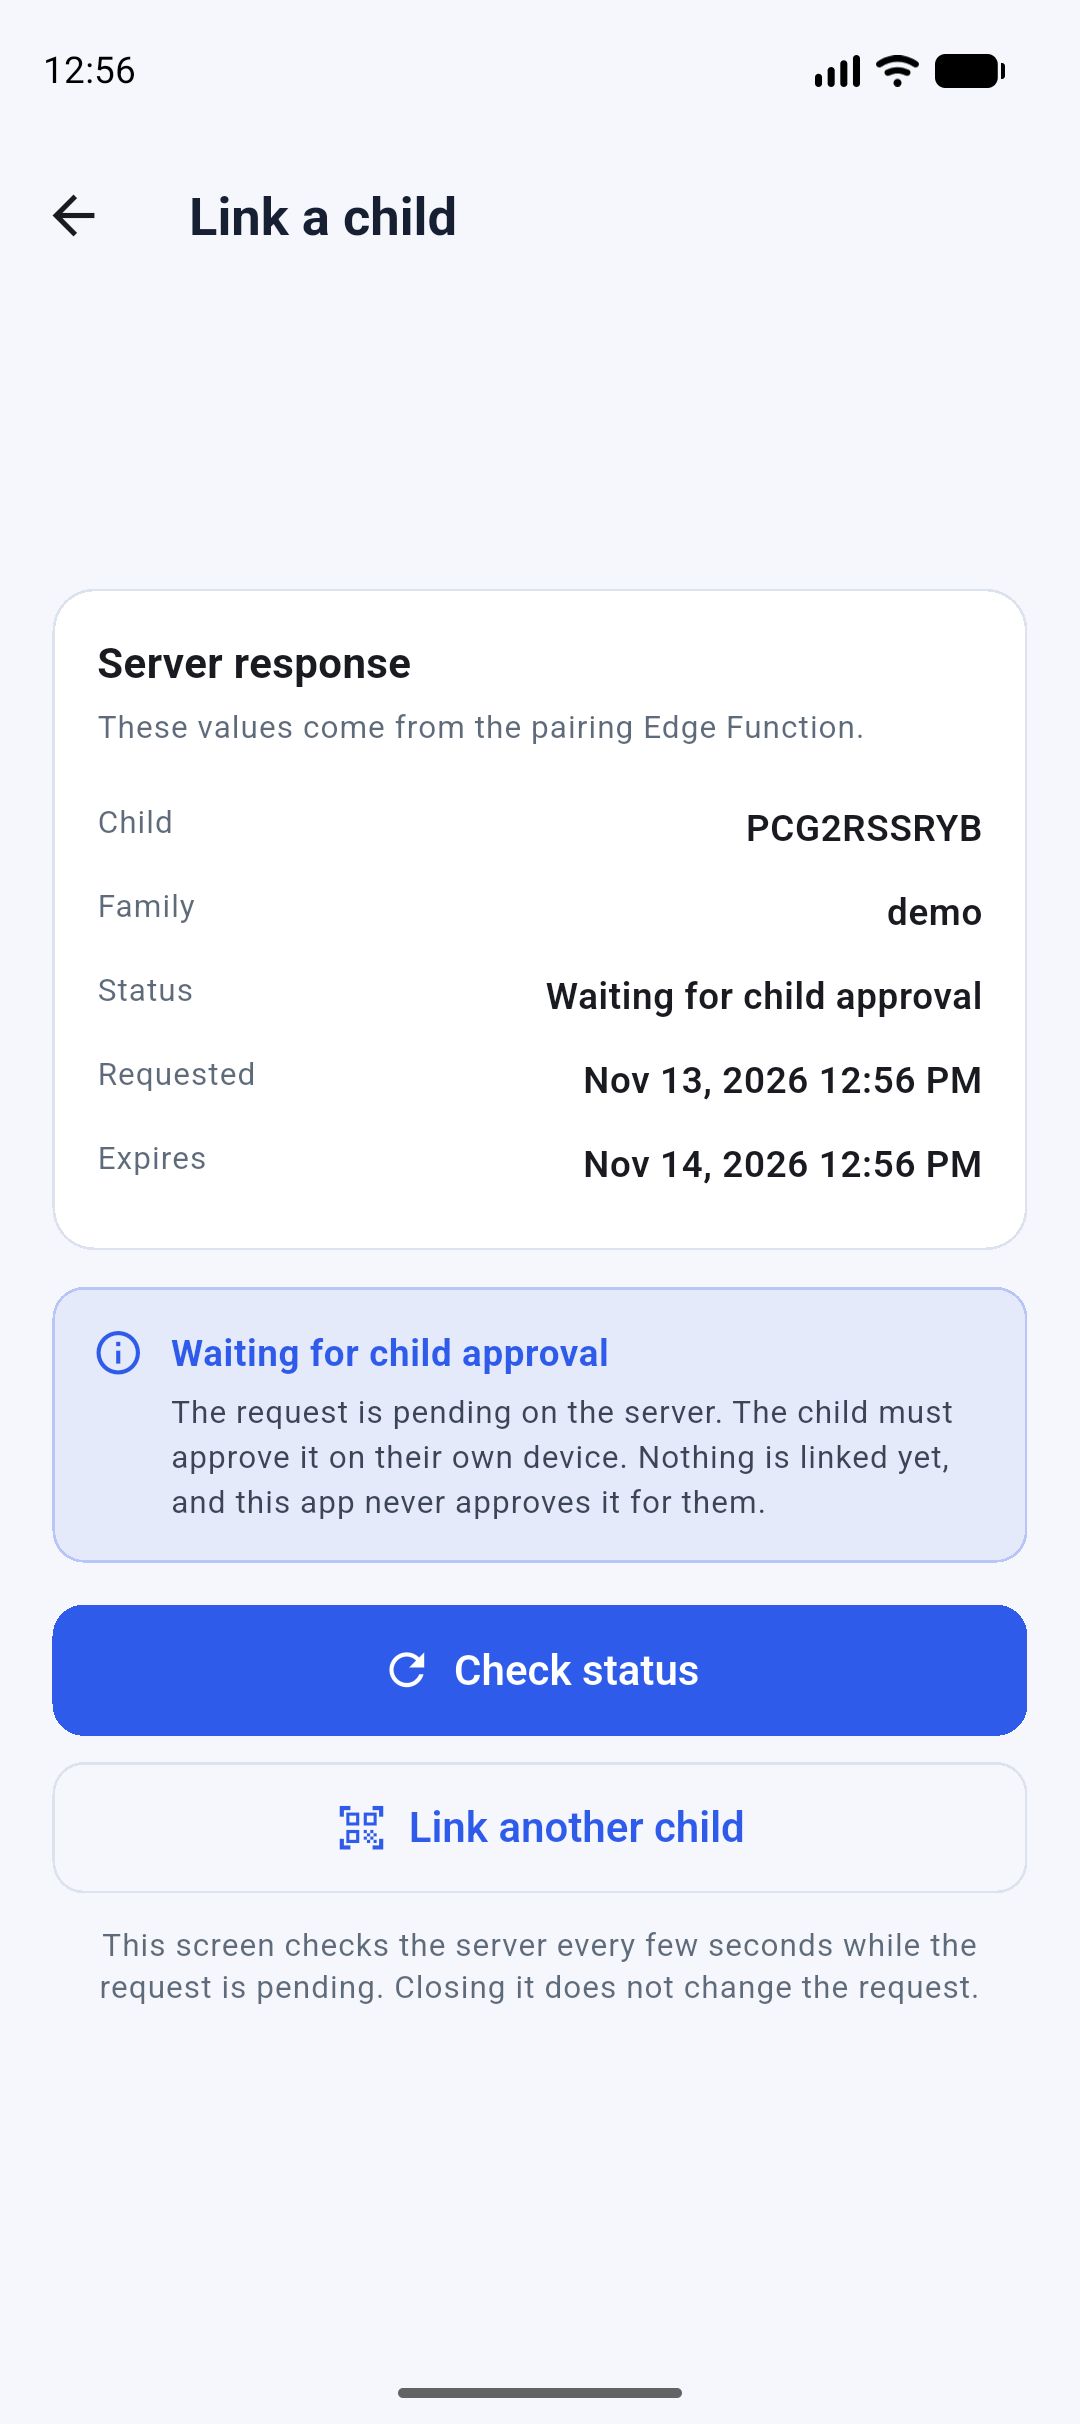 12:56
Link a child
Server response
These values come from the pairing Edge Function.
Child PCG2RSSRYB
Family demo
Status Waiting for child approval
Requested Nov 13, 2026 12:56 PM
Expires Nov 14, 2026 12:56 PM
Waiting for child approval
The request is pending on the server. The child must
approve it on their own device. Nothing is linked yet,
and this app never approves it for them.
Check status
Link another child
This screen checks the server every few seconds while the
request is pending. Closing it does not change the request.